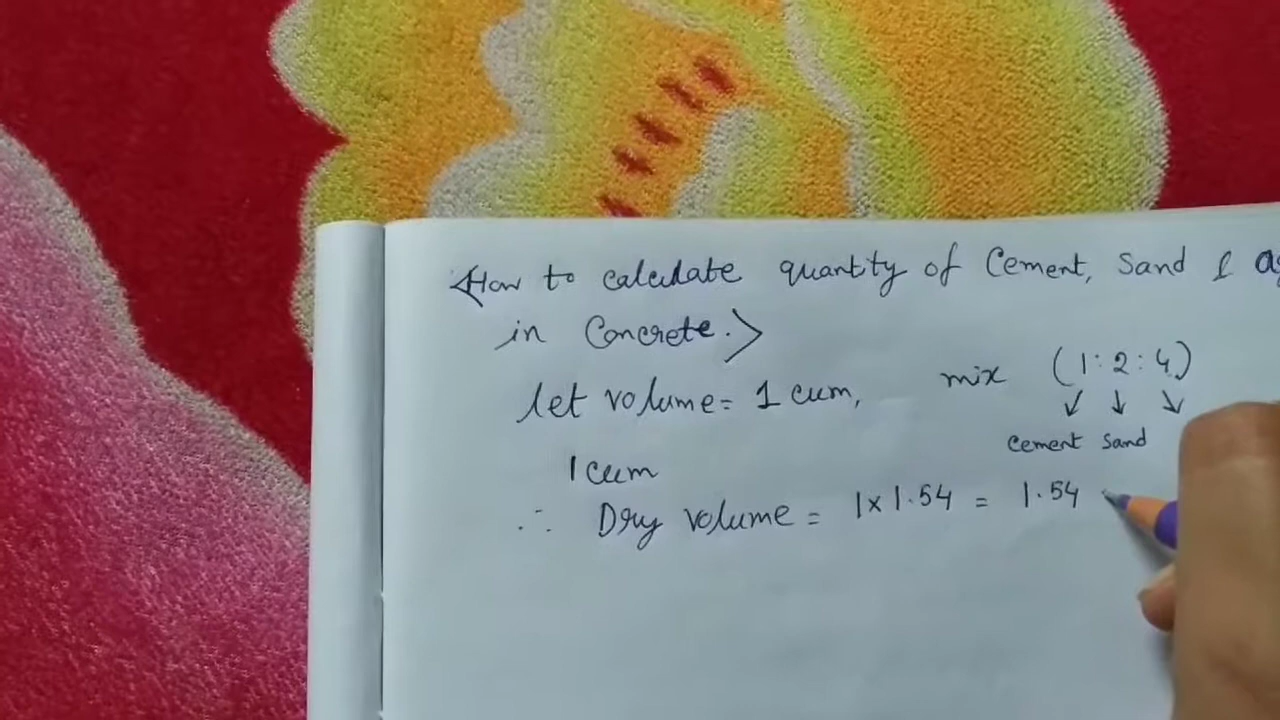 How to calculate quantity of Cement, Sand &
in Concrete.>
let volume = 1 cum, mix (1:2:4)
↙ ↓ ↘
Cement Sand
1 cum
∴ Dry volume = 1 x 1.54 = 1.54